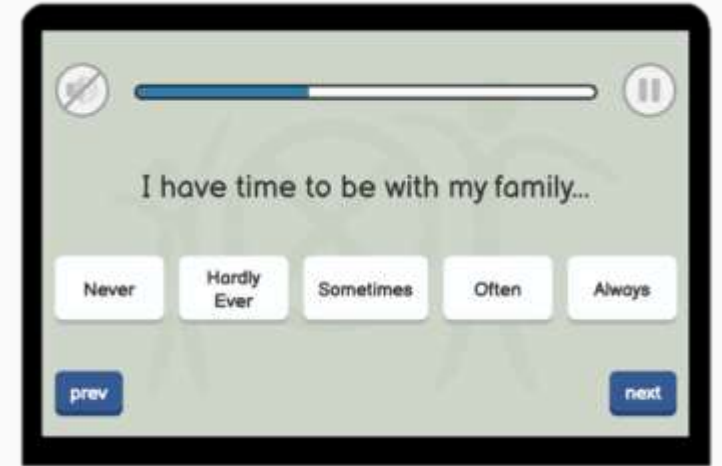 I have time to be with my family...
Never
Hardly
Ever
Sometimes
Often
Always
prev
next